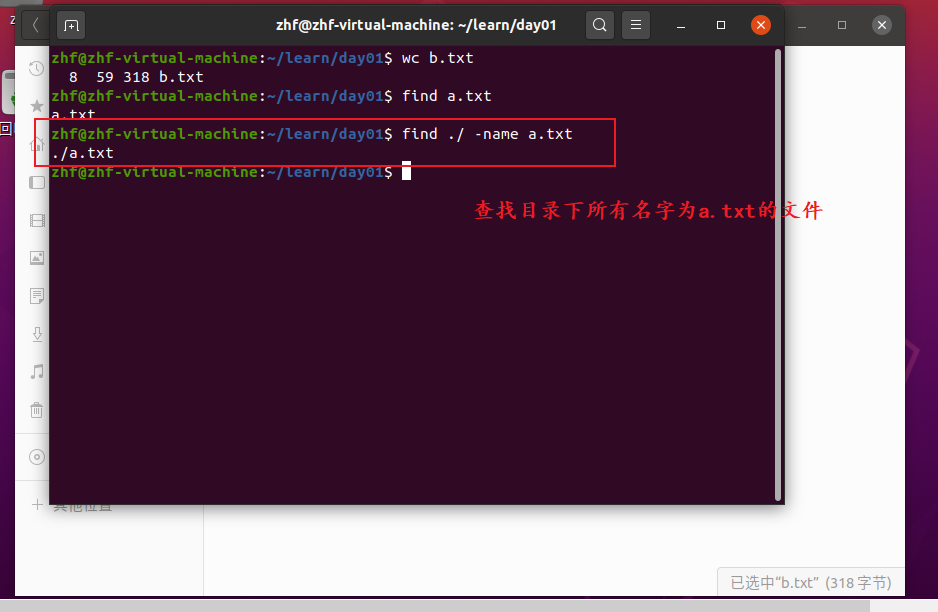 zhf@zhf-virtual-machine: ~/learn/day01
zhf@zhf-virtual-machine:~/learn/day01$ wc b.txt
8 59 318 b.txt
zhf@zhf-virtual-machine:~/learn/day01$ find a.txt
a.txt
zhf@zhf-virtual-machine:~/learn/day01$ find ./ -name a.txt
./a.txt
zhf@zhf-virtual-machine:~/learn/day01$
查找目录下所有名字为a.txt的文件
其他位置
已选中“b.txt” (318 字节)